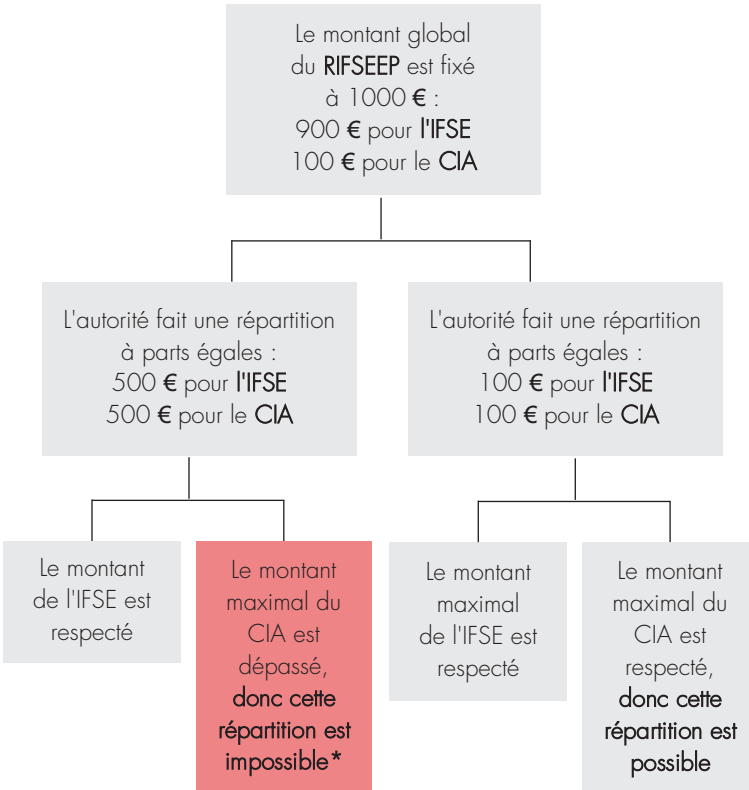 Le montant global
du RIFSEEP est fixé
à 1000 € :
900 € pour l'IFSE
100 € pour le CIA
L'autorité fait une répartition
à parts égales :
500 € pour l'IFSE
500 € pour le CIA
L'autorité fait une répartition
à parts égales :
100 € pour l'IFSE
100 € pour le CIA
Le montant
de l'IFSE est
respecté
Le montant
maximal du
CIA est
dépassé,
donc cette
répartition est
impossible*
Le montant
maximal
de l'IFSE est
respecté
Le montant
maximal du
CIA est
respecté,
donc cette
répartition est
possible